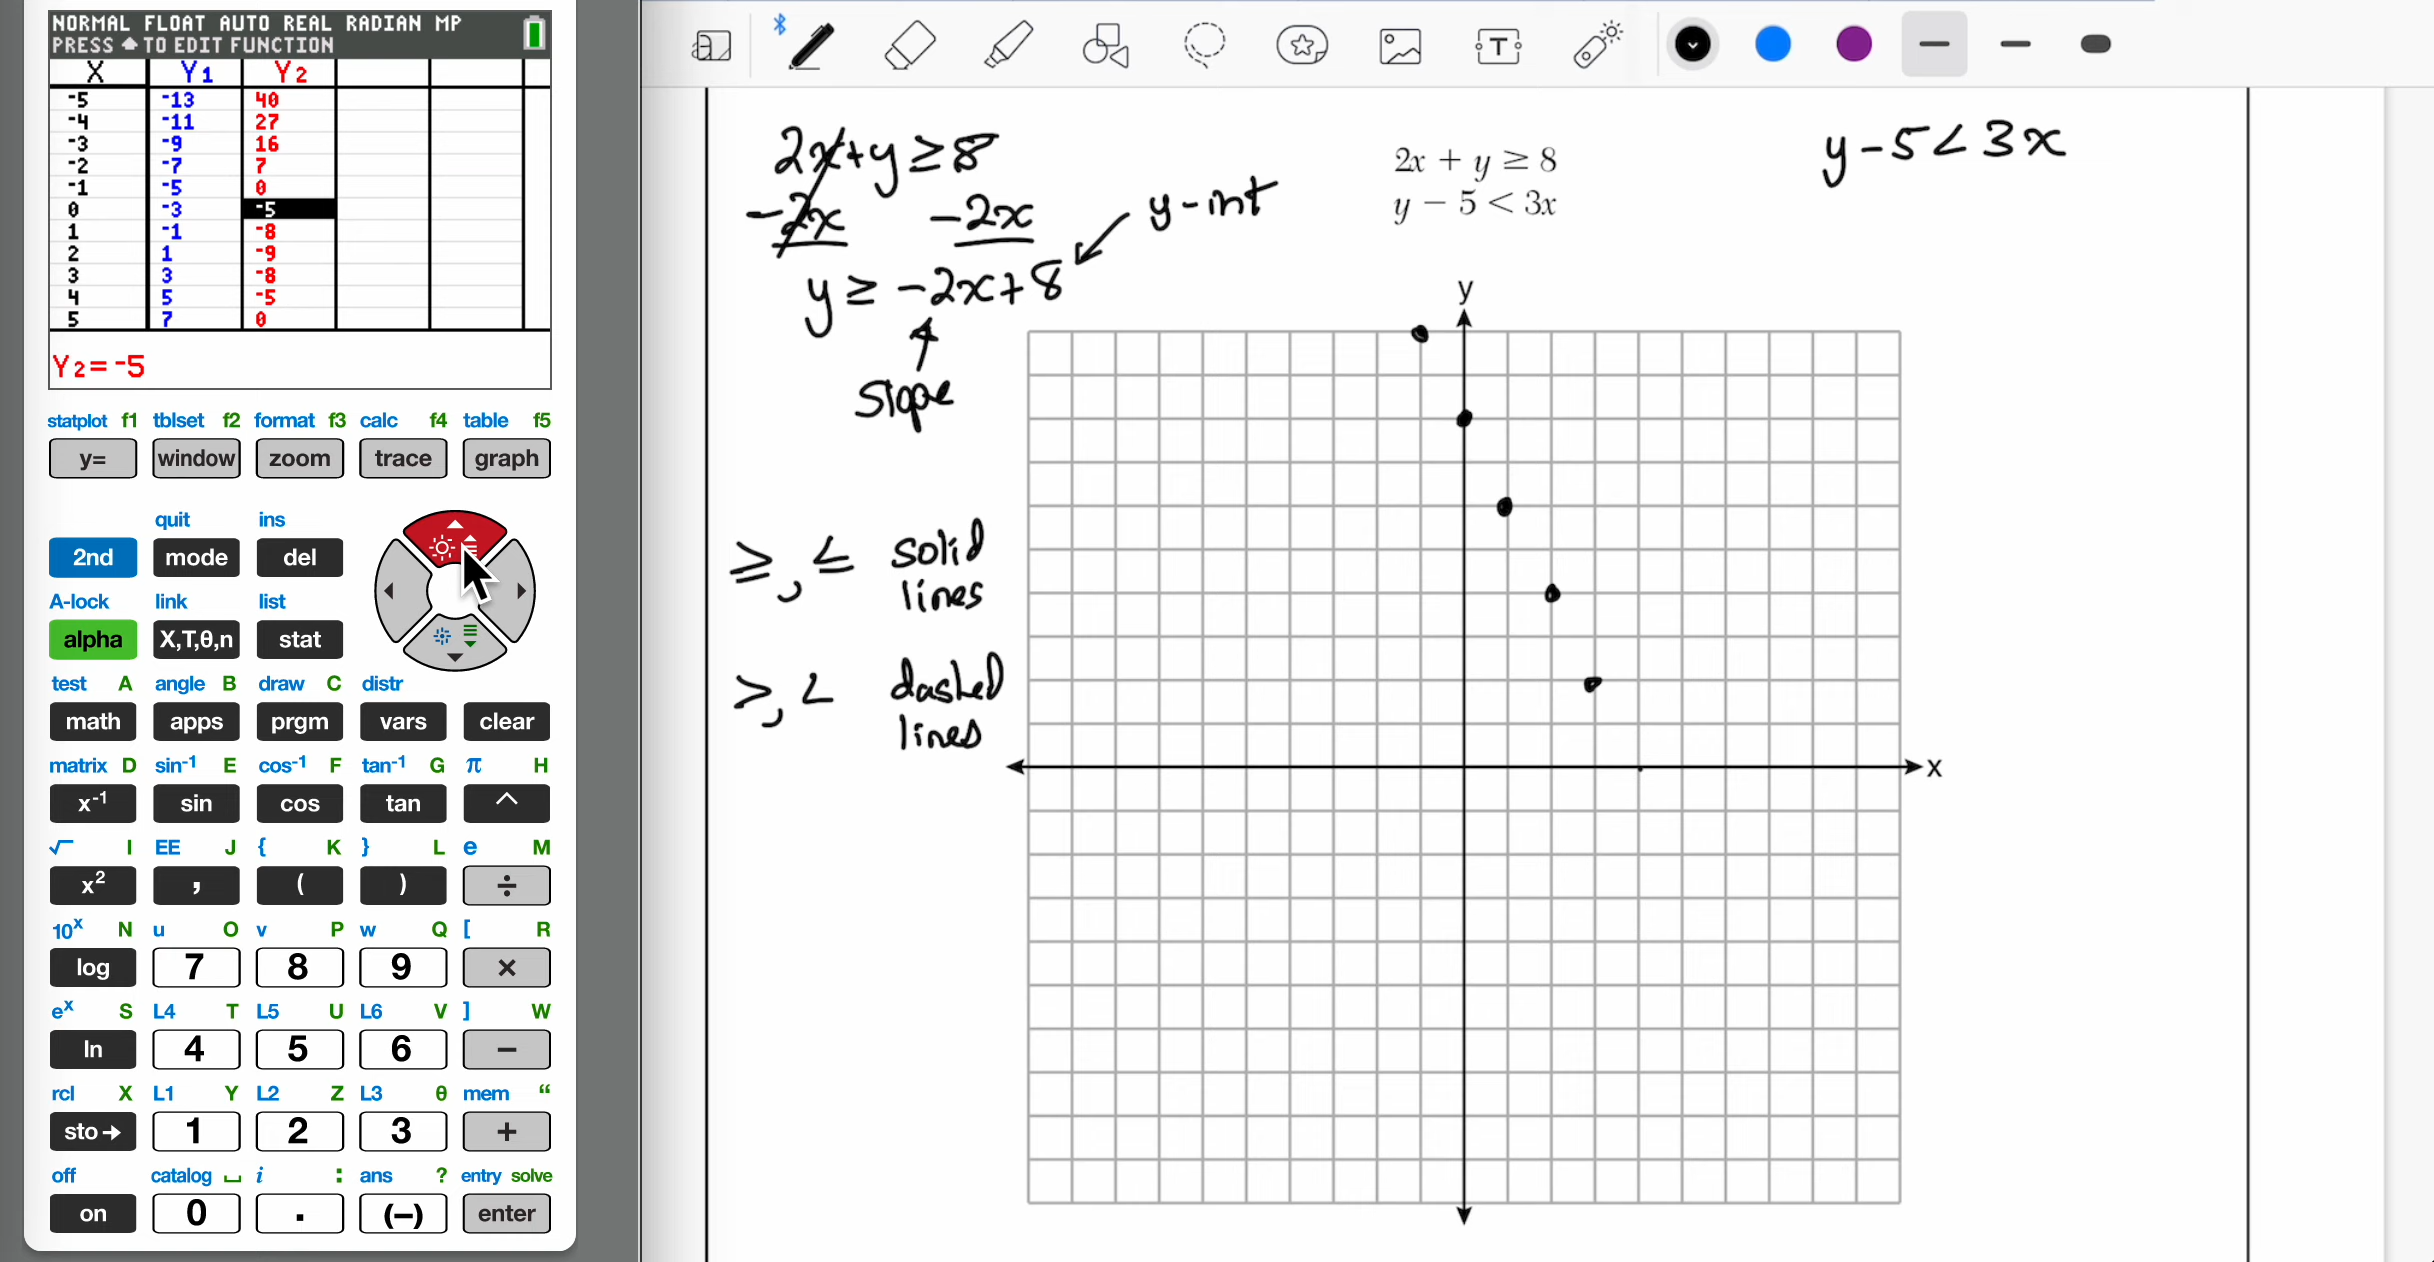 NORMAL FLOAT AUTO REAL RADIAN MP
PRESS TO EDIT FUNCTION
X Y1 Y2
-5 -13 40
-4 -11 27
-3 -9 16
-2 -7 7
-1 -5 0
0 -3 -5
1 -1 -8
2 1 -9
3 3 -8
4 5 -5
5 7 0
Y2=-5
statplot f1 tblset f2 format f3 calc f4 table f5
y= window zoom trace graph
quit ins
2nd mode del
A-lock link list
alpha X,T,θ,n stat
test A angle B draw C distr
math apps prgm vars clear
matrix D sin-1 E cos-1 F tan-1 G π H
x-1 sin cos tan ^
√ I EE J { K } L e M
x2 , ( ) ÷
10x N u O v P w Q [ R
log 7 8 9 ×
ex S L4 T L5 U L6 V ] W
ln 4 5 6 −
rcl X L1 Y L2 Z L3 θ mem “
sto→ 1 2 3 +
off catalog ⎵ i : ans ? entry solve
on 0 . (−) enter
2x+y≥8
-2x -2x
y-int
y≥-2x+8
slope
≥,≤ solid
lines
>,< dashed
lines
2x + y ≥ 8
y − 5 < 3x
y-5<3x
y
x